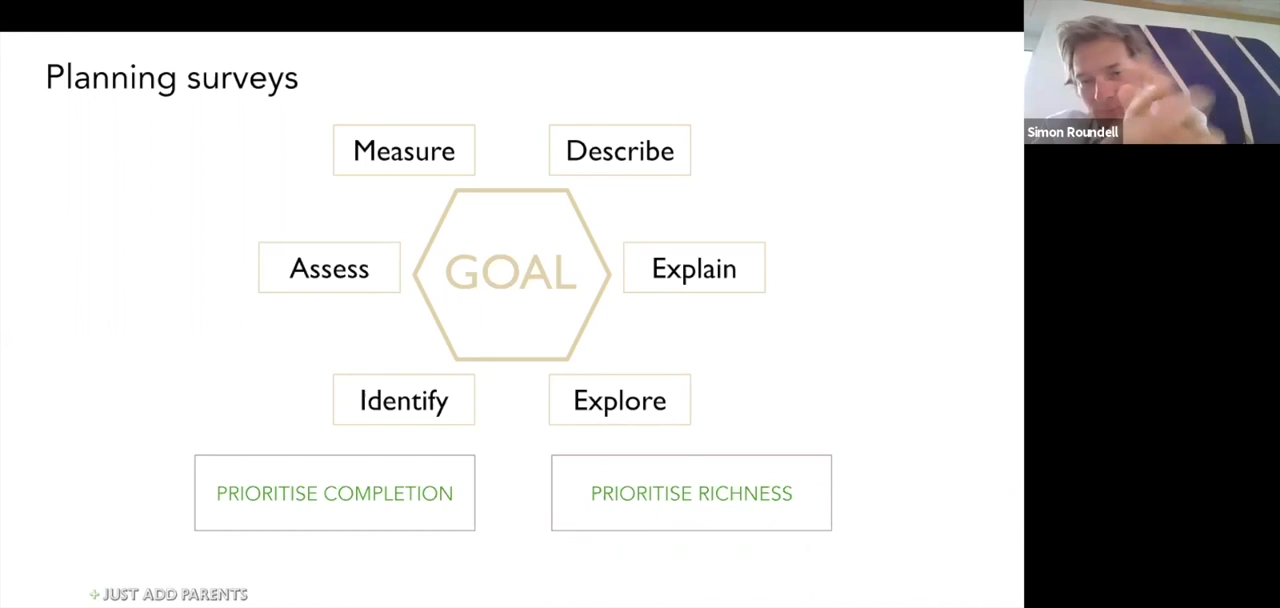 Planning surveys
Simon Roundell
Measure
Describe
Assess
GOAL
Explain
Identify
Explore
PRIORITISE COMPLETION
PRIORITISE RICHNESS
+ JUST ADD PARENTS